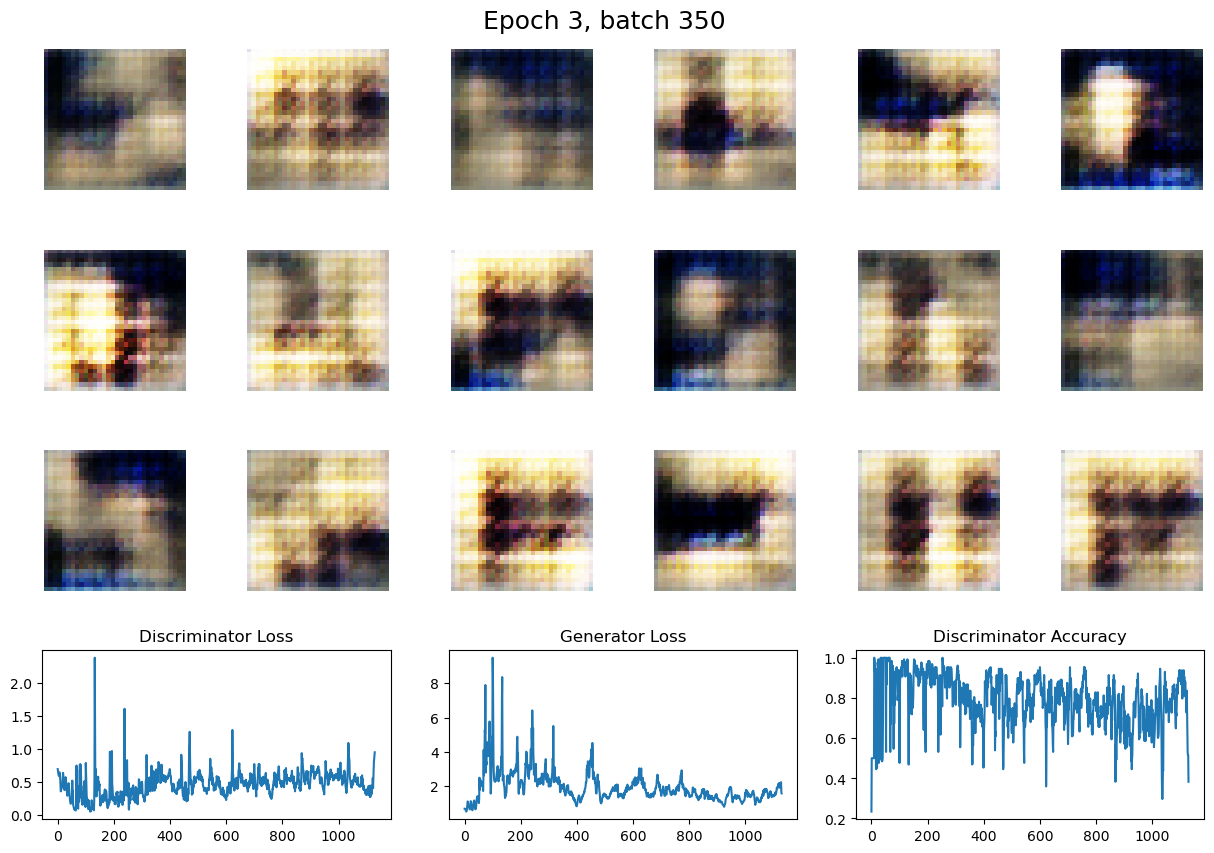 Epoch 3, batch 350
Discriminator Loss
Generator Loss
Discriminator Accuracy
2.0
1.5
1.0
0.5
0.0
0 200 400 600 800 1000
8
6
4
2
0 200 400 600 800 1000
1.0
0.8
0.6
0.4
0.2
0 200 400 600 800 1000